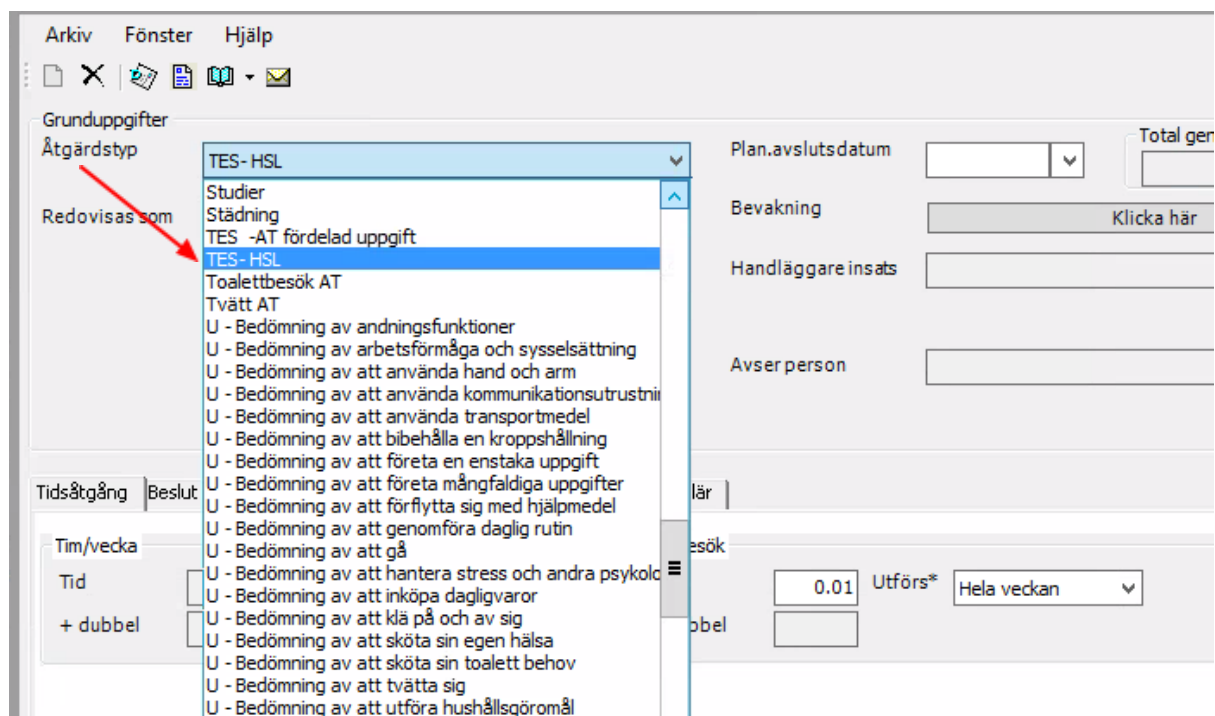 Arkiv Fönster Hjälp
Grunduppgifter
Åtgärdstyp
TES- HSL
Plan.avslutsdatum
Total gen
Redovisas som
Studier
Städning
TES -AT fördelad uppgift
TES- HSL
Toalettbesök AT
Tvätt AT
U - Bedömning av andningsfunktioner
U - Bedömning av arbetsförmåga och sysselsättning
U - Bedömning av att använda hand och arm
U - Bedömning av att använda kommunikationsutrustni
U - Bedömning av att använda transportmedel
U - Bedömning av att bibehålla en kroppshållning
U - Bedömning av att företa en enstaka uppgift
U - Bedömning av att företa mångfaldiga uppgifter
U - Bedömning av att förflytta sig med hjälpmedel
U - Bedömning av att genomföra daglig rutin
U - Bedömning av att gå
U - Bedömning av att hantera stress och andra psykolo
U - Bedömning av att inköpa dagligvaror
U - Bedömning av att klä på och av sig
U - Bedömning av att sköta sin egen hälsa
U - Bedömning av att sköta sin toalett behov
U - Bedömning av att tvätta sig
U - Bedömning av att utföra hushållsgöromål
Bevakning
Klicka här
Handläggare insats
Avser person
Tidsåtgång Beslut lär
Tim/vecka esök
Tid 0.01 Utförs* Hela veckan
+ dubbel bbel